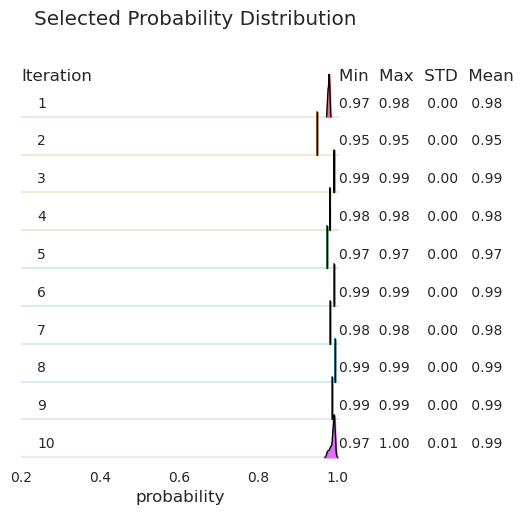 Selected Probability Distribution
Iteration Min Max STD Mean
1 0.97 0.98 0.00 0.98
2 0.95 0.95 0.00 0.95
3 0.99 0.99 0.00 0.99
4 0.98 0.98 0.00 0.98
5 0.97 0.97 0.00 0.97
6 0.99 0.99 0.00 0.99
7 0.98 0.98 0.00 0.98
8 0.99 0.99 0.00 0.99
9 0.99 0.99 0.00 0.99
10 0.97 1.00 0.01 0.99
0.2 0.4 0.6 0.8 1.0
probability